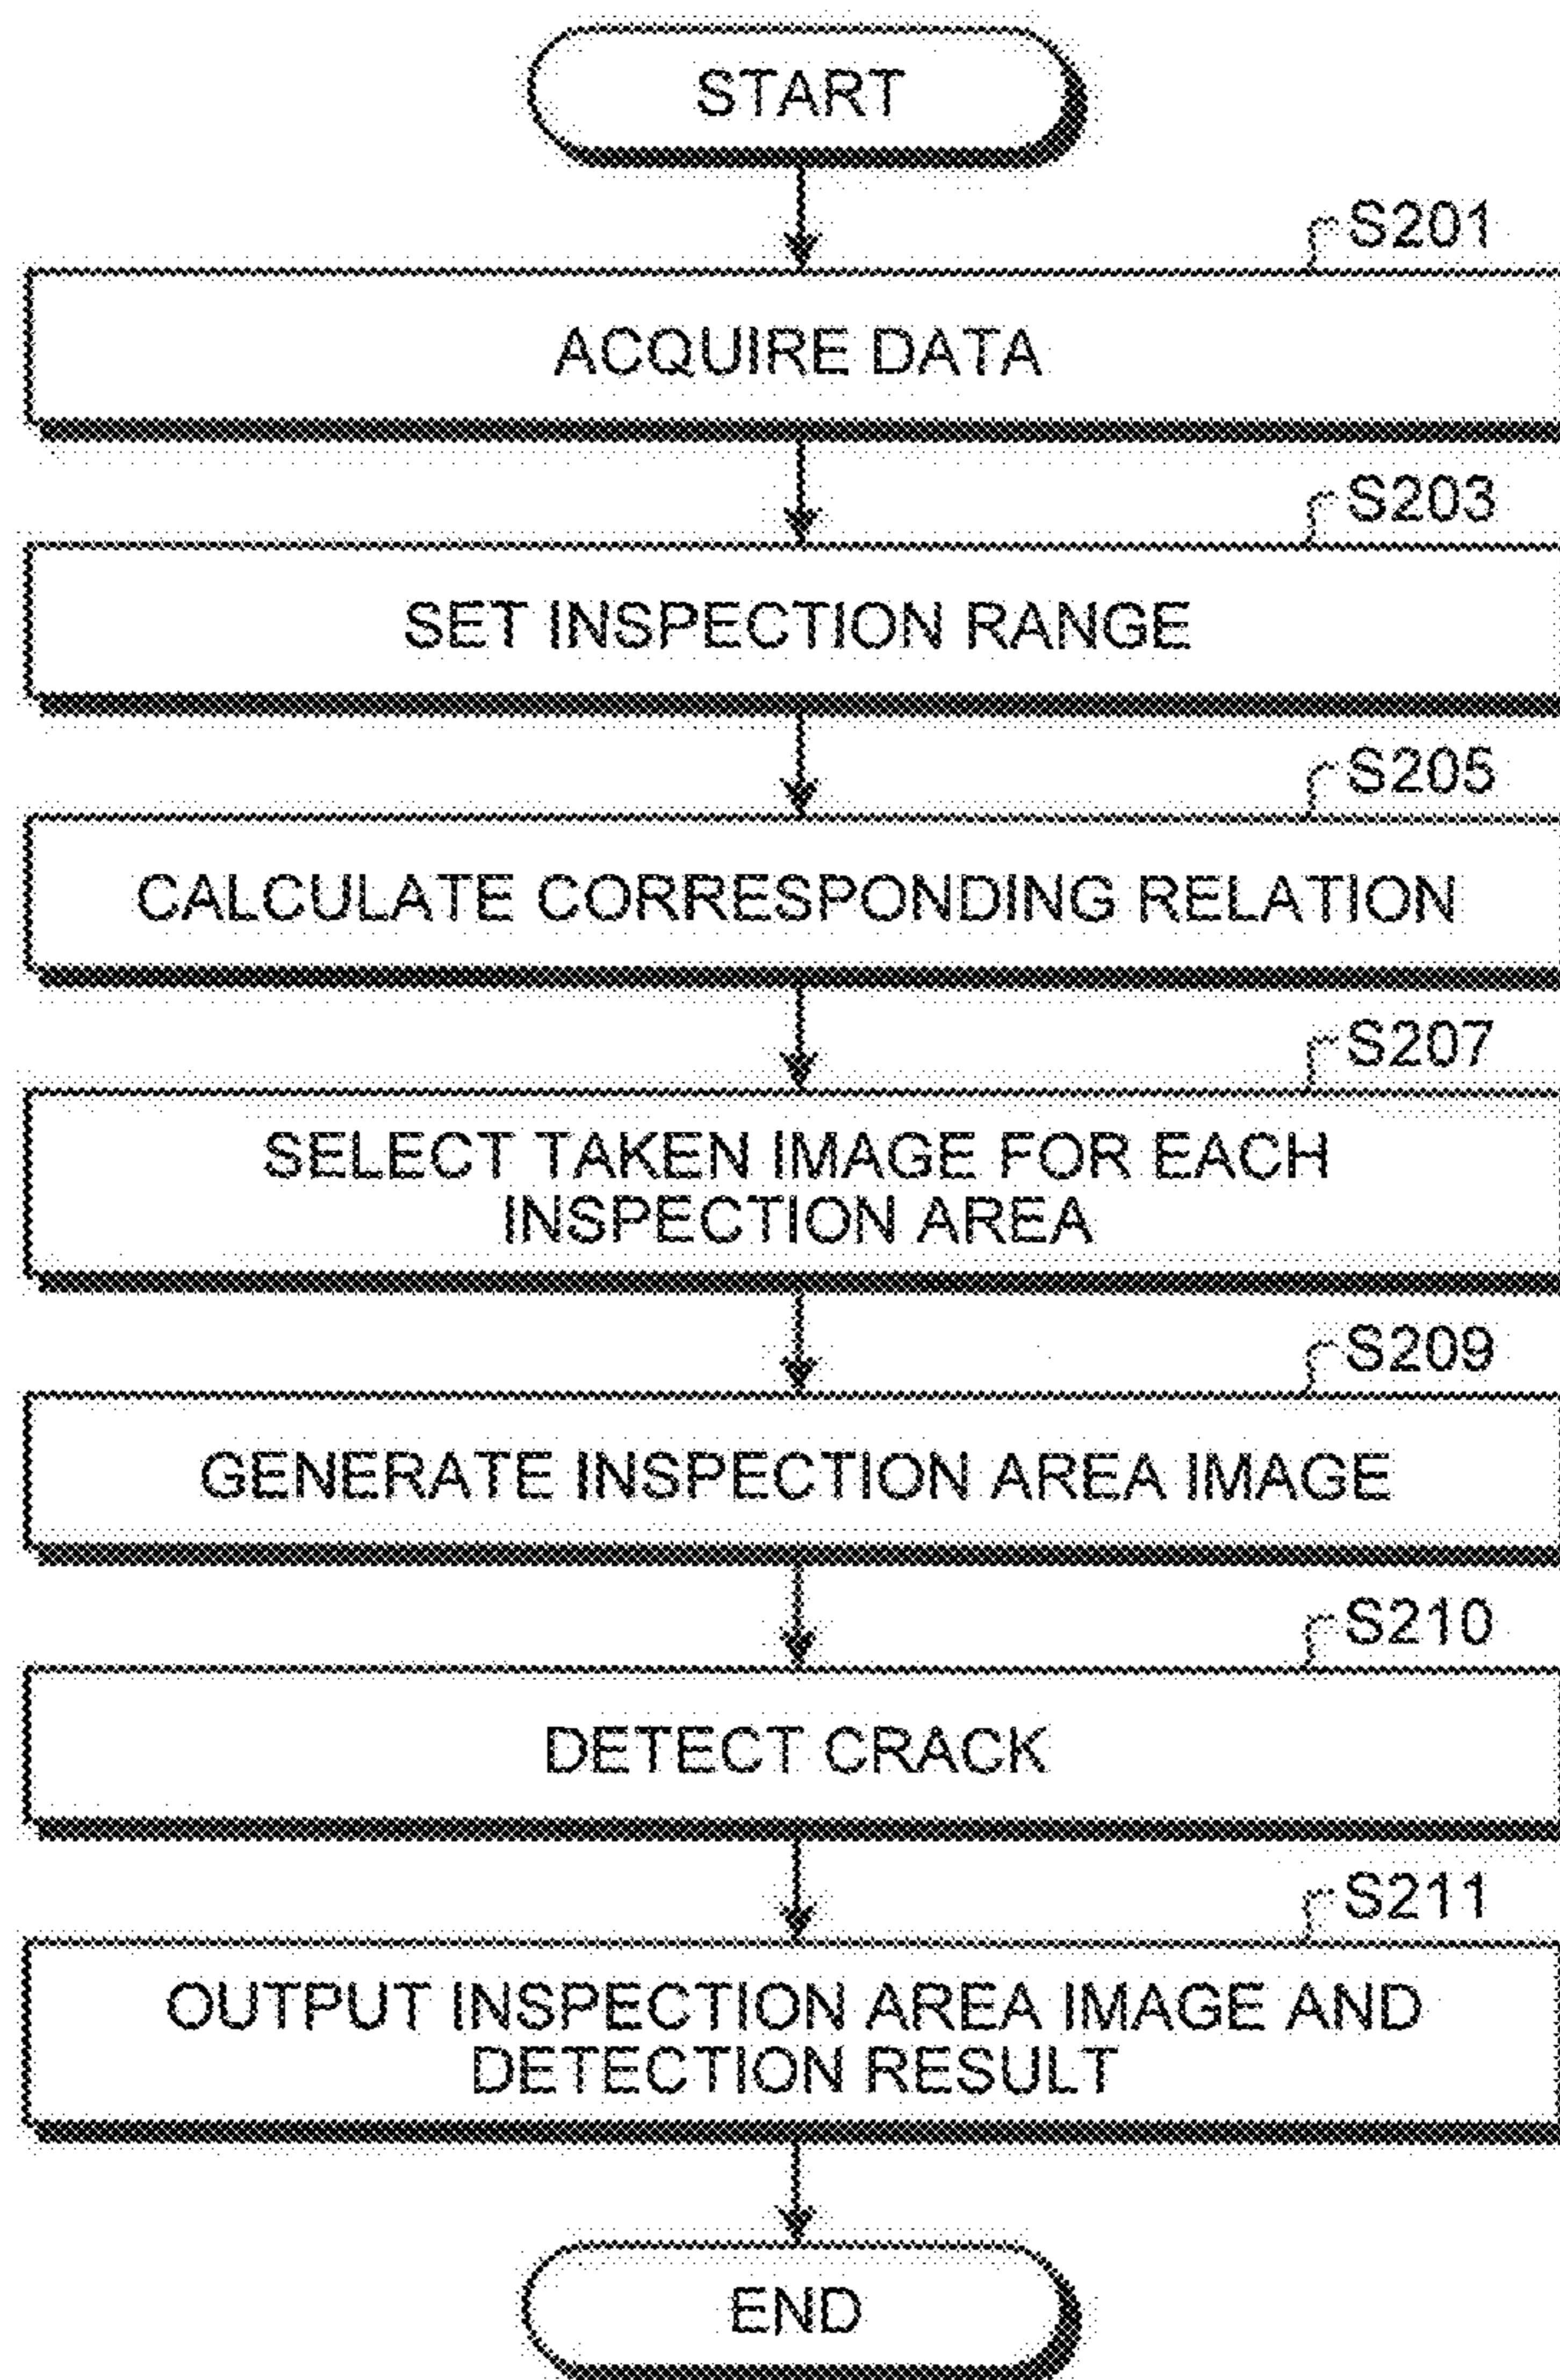 START
S201
ACQUIRE DATA
S203
SET INSPECTION RANGE
S205
CALCULATE CORRESPONDING RELATION
S207
SELECT TAKEN IMAGE FOR EACH
INSPECTION AREA
S209
GENERATE INSPECTION AREA IMAGE
S210
DETECT CRACK
S211
OUTPUT INSPECTION AREA IMAGE AND
DETECTION RESULT
END